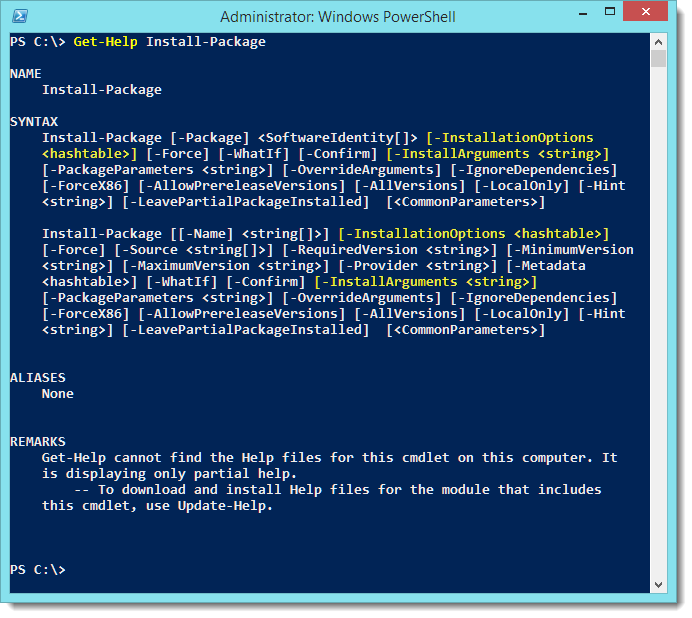 Administrator: Windows PowerShell
PS C:\> Get-Help Install-Package
NAME
Install-Package
SYNTAX
Install-Package [-Package] <SoftwareIdentity[]> [-InstallationOptions
<hashtable>] [-Force] [-WhatIf] [-Confirm] [-InstallArguments <string>]
[-PackageParameters <string>] [-OverrideArguments] [-IgnoreDependencies]
[-ForceX86] [-AllowPrereleaseVersions] [-AllVersions] [-LocalOnly] [-Hint
<string>] [-LeavePartialPackageInstalled]  [<CommonParameters>]
Install-Package [[-Name] <string[]>] [-InstallationOptions <hashtable>]
[-Force] [-Source <string[]>] [-RequiredVersion <string>] [-MinimumVersion
<string>] [-MaximumVersion <string>] [-Provider <string>] [-Metadata
<hashtable>] [-WhatIf] [-Confirm] [-InstallArguments <string>]
[-PackageParameters <string>] [-OverrideArguments] [-IgnoreDependencies]
[-ForceX86] [-AllowPrereleaseVersions] [-AllVersions] [-LocalOnly] [-Hint
<string>] [-LeavePartialPackageInstalled]  [<CommonParameters>]
ALIASES
None
REMARKS
Get-Help cannot find the Help files for this cmdlet on this computer. It
is displaying only partial help.
-- To download and install Help files for the module that includes
this cmdlet, use Update-Help.
PS C:\>